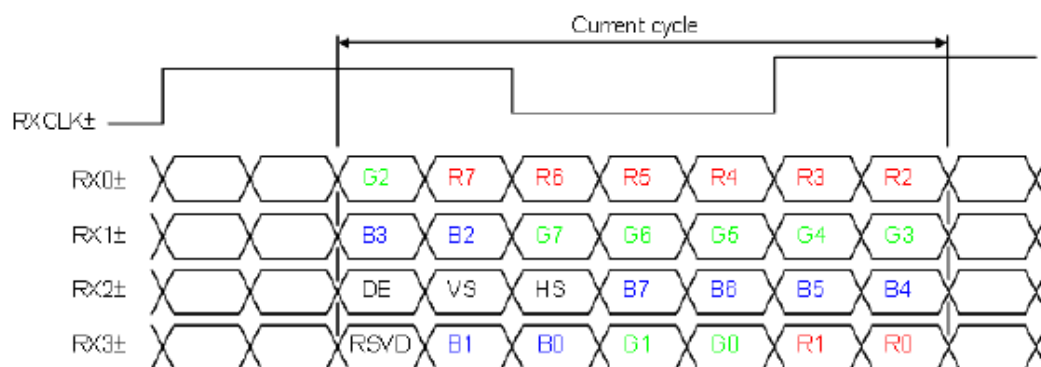 Current cycle
RXCLK±
RX0± G2 R7 R6 R5 R4 R3 R2
RX1± B3 B2 G7 G6 G5 G4 G3
RX2± DE VS HS B7 B6 B5 B4
RX3± RSVD B1 B0 G1 G0 R1 R0